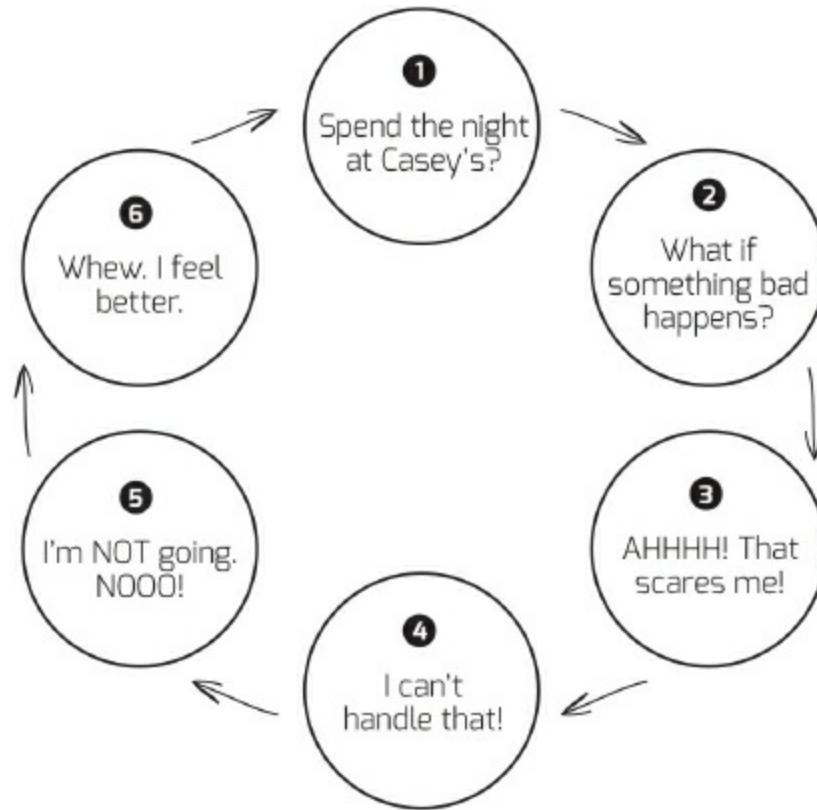 1
Spend the night
at Casey's?
2
What if
something bad
happens?
3
AHHHH! That
scares me!
4
I can't
handle that!
5
I'm NOT going.
NOOO!
6
Whew. I feel
better.